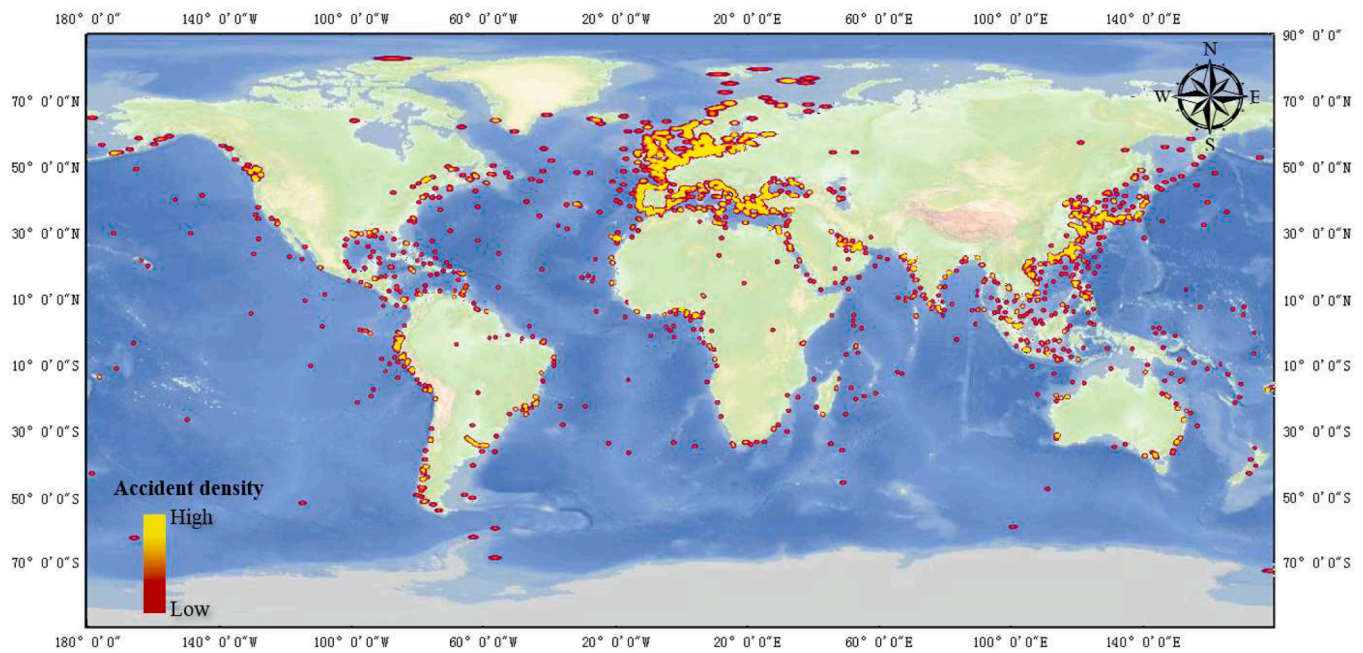 180° 0′0″ 140° 0′0″W 100° 0′0″W 60° 0′0″W 20° 0′0″W 20° 0′0″E 60° 0′0″E 100° 0′0″E 140° 0′0″E
90° 0′0″
N
70° 0′0″N W E 70° 0′0″N
S
50° 0′0″N 50° 0′0″N
30° 0′0″N 30° 0′0″N
10° 0′0″N 10° 0′0″N
10° 0′0″S 10° 0′0″S
30° 0′0″S 30° 0′0″S
Accident density
50° 0′0″S 50° 0′0″S
High
70° 0′0″S 70° 0′0″S
Low
180° 0′0″ 140° 0′0″W 100° 0′0″W 60° 0′0″W 20° 0′0″W 20° 0′0″E 60° 0′0″E 100° 0′0″E 140° 0′0″E